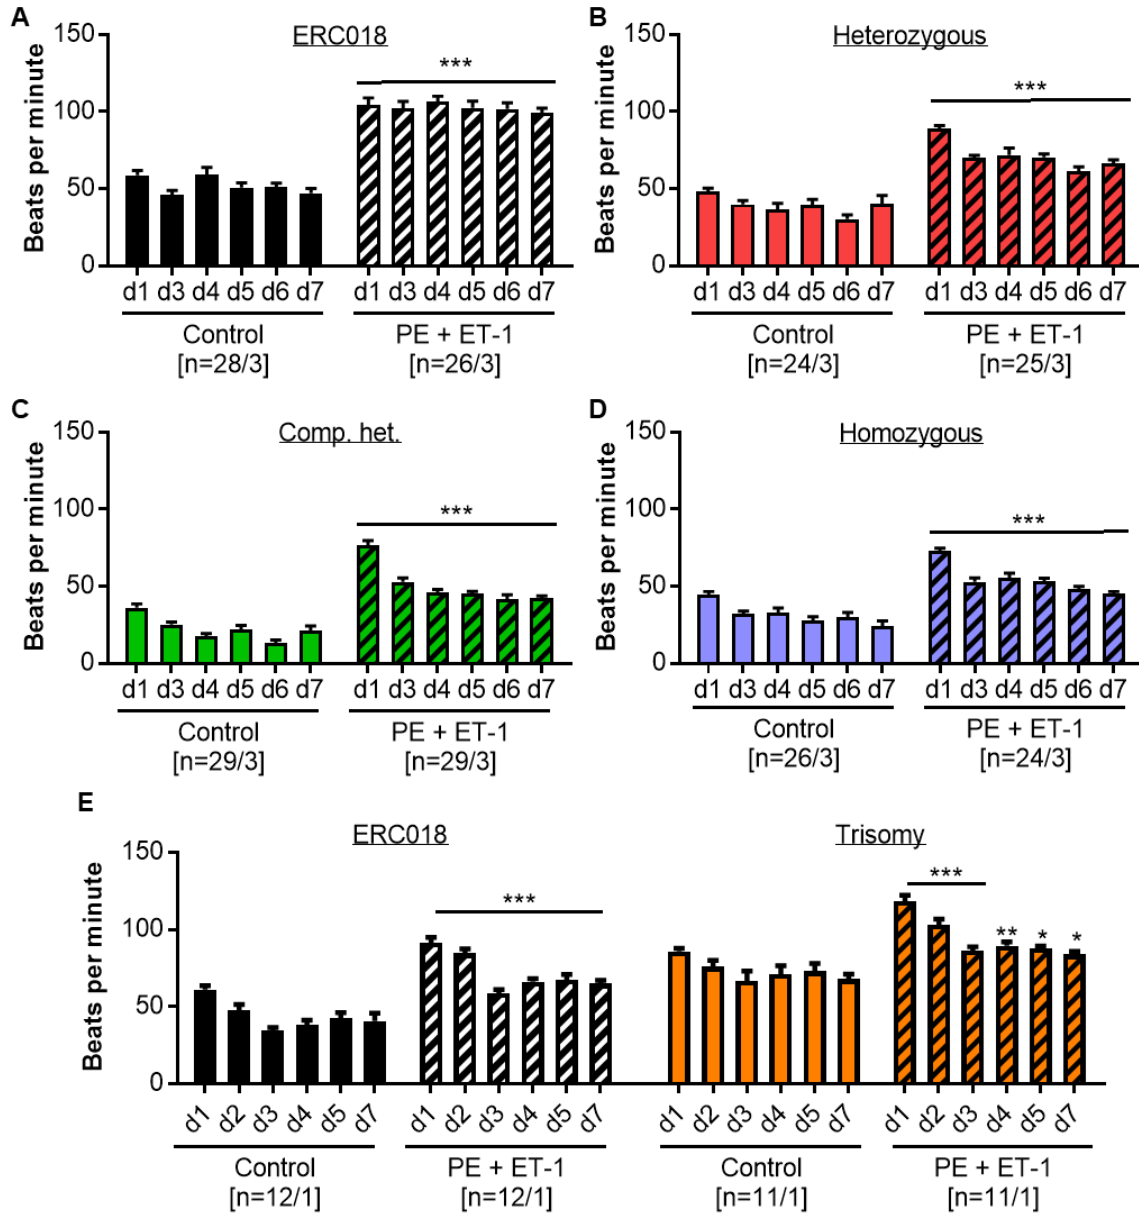 A
ERC018
Beats per minute
150
100
50
0
***
d1 d3 d4 d5 d6 d7
d1 d3 d4 d5 d6 d7
Control
[n=28/3]
PE + ET-1
[n=26/3]
B
Heterozygous
Beats per minute
150
100
50
0
***
d1 d3 d4 d5 d6 d7
d1 d3 d4 d5 d6 d7
Control
[n=24/3]
PE + ET-1
[n=25/3]
C
Comp. het.
Beats per minute
150
100
50
0
***
d1 d3 d4 d5 d6 d7
d1 d3 d4 d5 d6 d7
Control
[n=29/3]
PE + ET-1
[n=29/3]
D
Homozygous
Beats per minute
150
100
50
0
***
d1 d3 d4 d5 d6 d7
d1 d3 d4 d5 d6 d7
Control
[n=26/3]
PE + ET-1
[n=24/3]
E
ERC018
Trisomy
Beats per minute
150
100
50
0
***
***
** * *
d1 d2 d3 d4 d5 d7
d1 d2 d3 d4 d5 d7
d1 d2 d3 d4 d5 d7
d1 d2 d3 d4 d5 d7
Control
[n=12/1]
PE + ET-1
[n=12/1]
Control
[n=11/1]
PE + ET-1
[n=11/1]